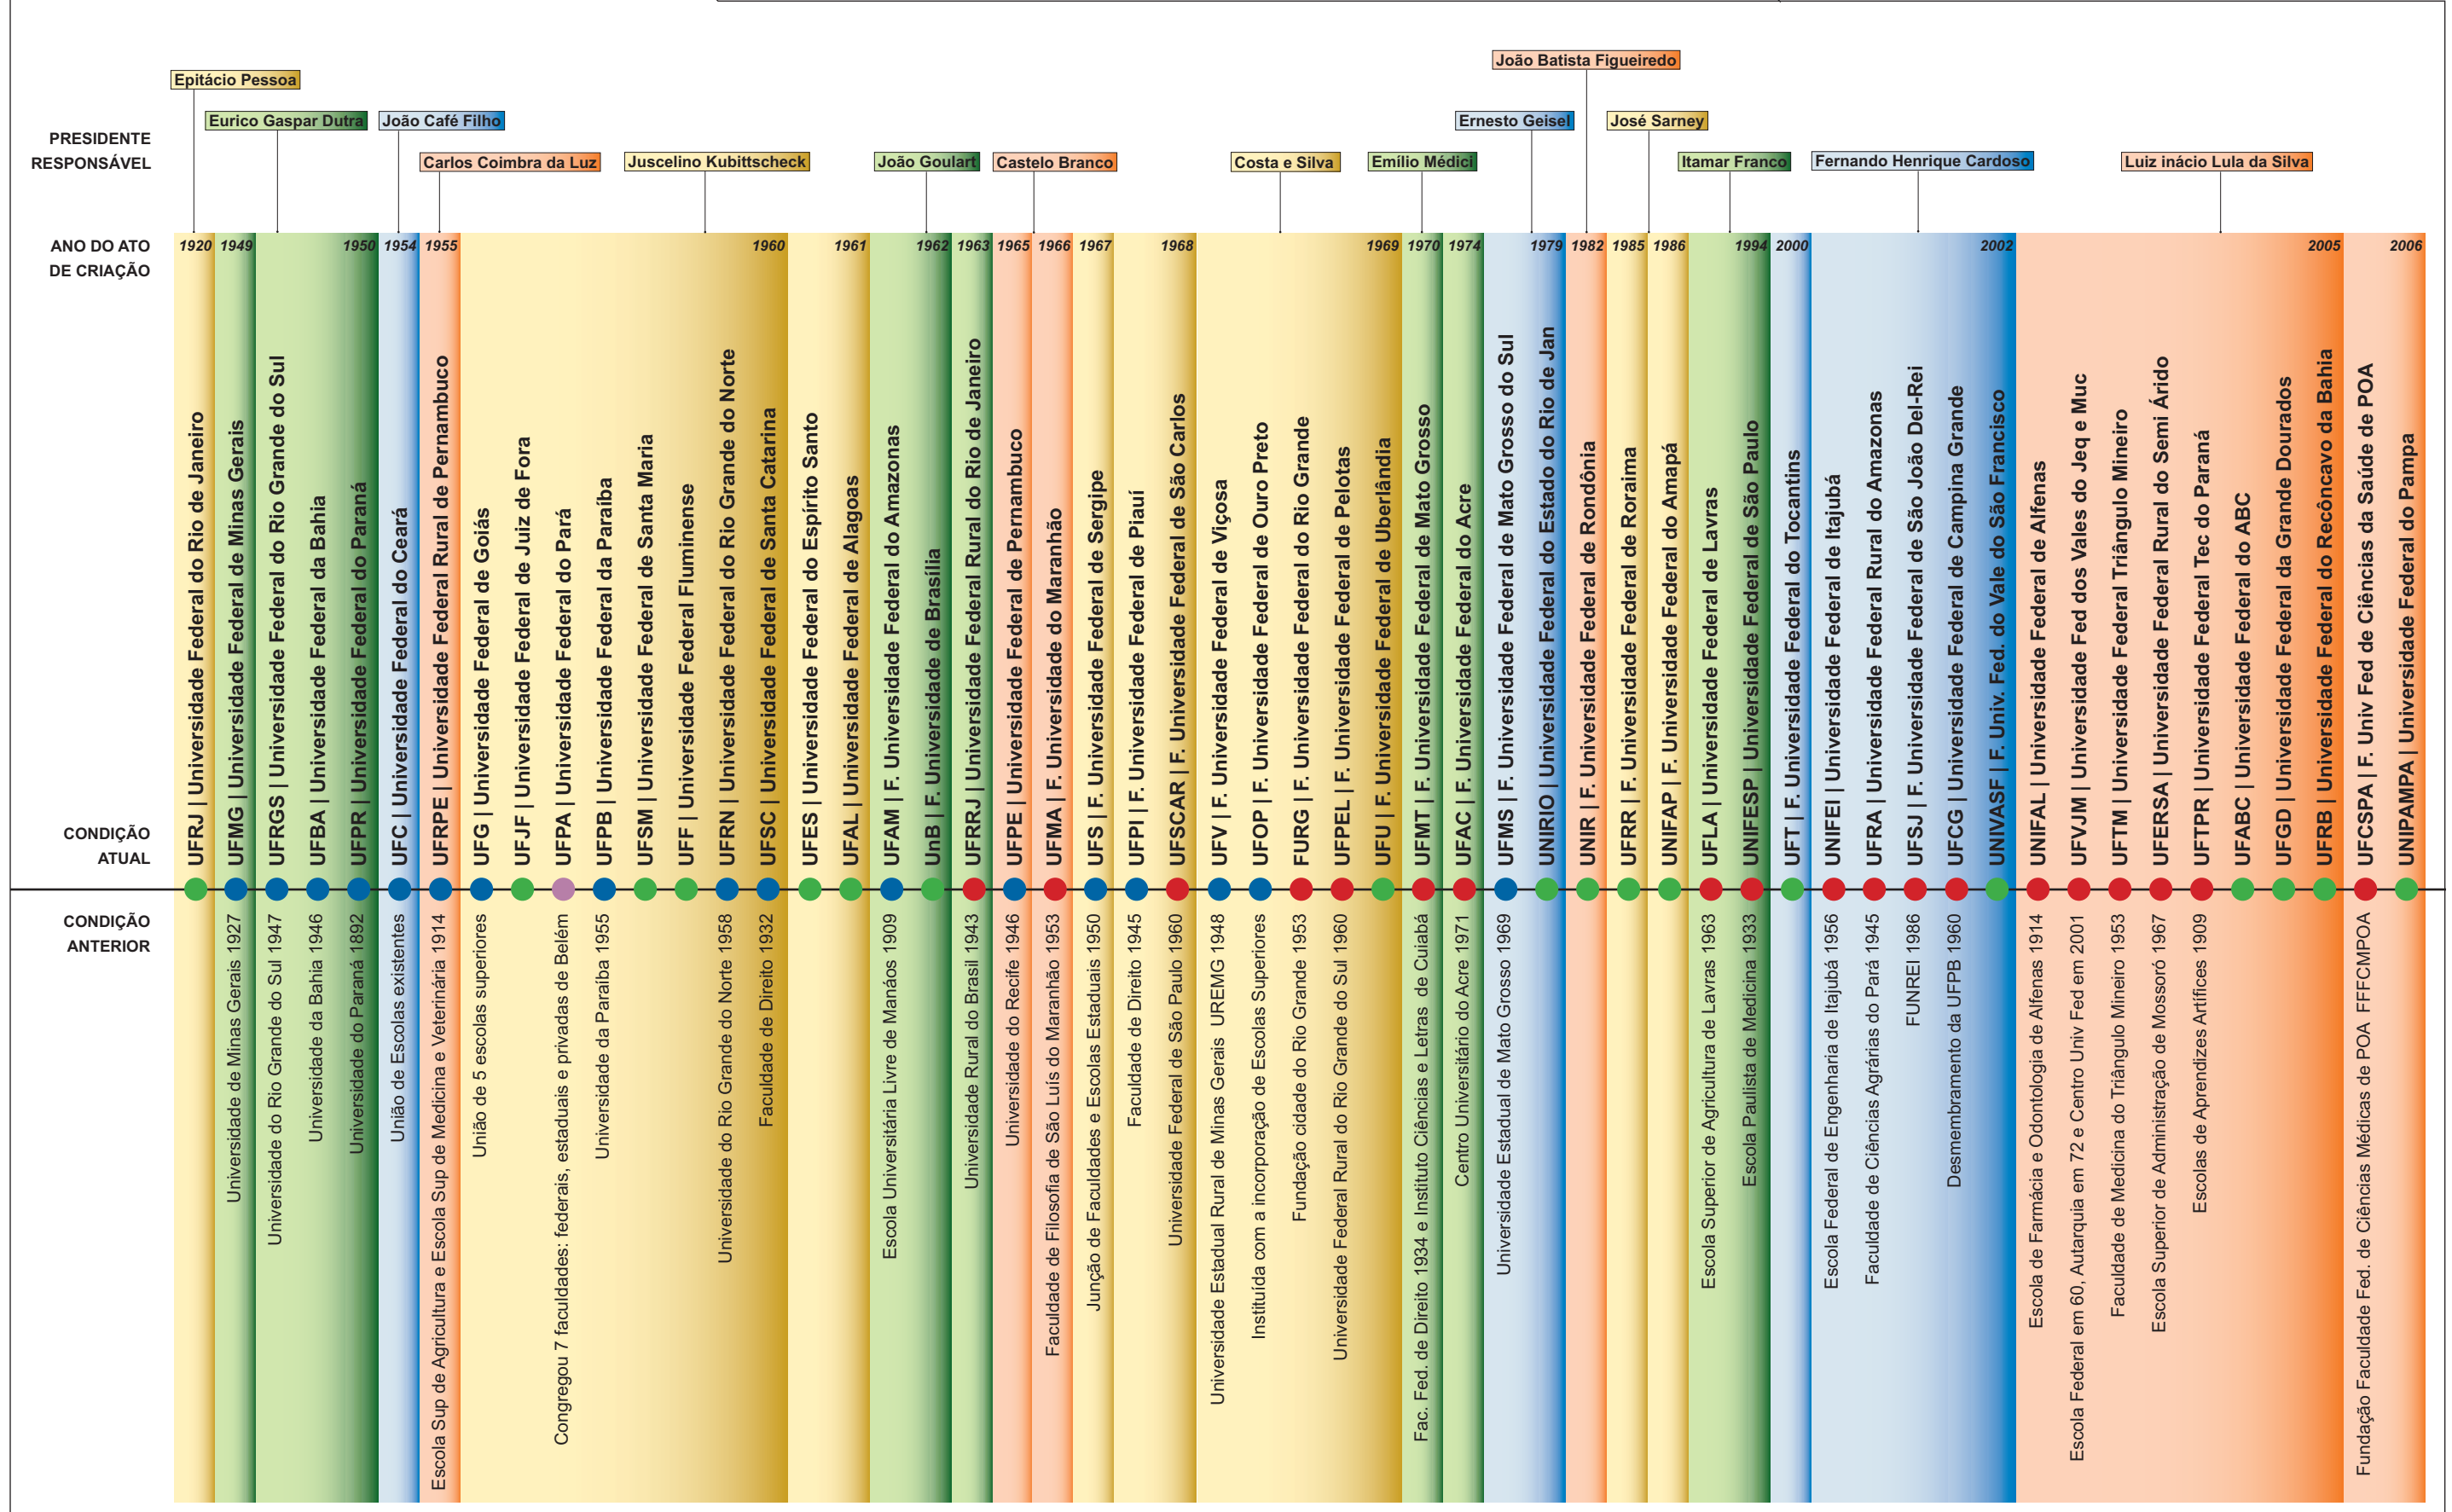 João Batista Figueiredo
Epitácio Pessoa
Eurico Gaspar Dutra
João Café Filho
Ernesto Geisel
José Sarney
PRESIDENTE
RESPONSÁVEL
Carlos Coimbra da Luz
Juscelino Kubittscheck
João Goulart
Castelo Branco
Costa e Silva
Emílio Médici
Itamar Franco
Fernando Henrique Cardoso
Luiz inácio Lula da Silva
ANO DO ATO
DE CRIAÇÃO
1920
1949
1950
1954
1955
1960
1961
1962
1963
1965
1966
1967
1968
1969
1970
1974
1979
1982
1985
1986
1994
2000
2002
2005
2006
CONDIÇÃO
ATUAL
UFRJ | Universidade Federal do Rio de Janeiro
UFMG | Universidade Federal de Minas Gerais
UFRGS | Universidade Federal do Rio Grande do Sul
UFBA | Universidade Federal da Bahia
UFPR | Universidade Federal do Paraná
UFC | Universidade Federal do Ceará
UFRPE | Universidade Federal Rural de Pernambuco
UFG | Universidade Federal de Goiás
UFJF | Universidade Federal de Juiz de Fora
UFPA | Universidade Federal do Pará
UFPB | Universidade Federal da Paraíba
UFSM | Universidade Federal de Santa Maria
UFF | Universidade Federal Fluminense
UFRN | Universidade Federal do Rio Grande do Norte
UFSC | Universidade Federal de Santa Catarina
UFES | Universidade Federal do Espírito Santo
UFAL | Universidade Federal de Alagoas
UFAM | F. Universidade Federal do Amazonas
UnB | F. Universidade de Brasília
UFRRJ | Universidade Federal Rural do Rio de Janeiro
UFPE | Universidade Federal de Pernambuco
UFMA | F. Universidade do Maranhão
UFS | F. Universidade Federal de Sergipe
UFPI | F. Universidade Federal de Piauí
UFSCAR | F. Universidade Federal de São Carlos
UFV | F. Universidade Federal de Viçosa
UFOP | F. Universidade Federal de Ouro Preto
FURG | F. Universidade Federal do Rio Grande
UFPEL | F. Universidade Federal de Pelotas
UFU | F. Universidade Federal de Uberlândia
UFMT | F. Universidade Federal de Mato Grosso
UFAC | F. Universidade Federal do Acre
UFMS | F. Universidade Federal de Mato Grosso do Sul
UNIRIO | Universidade Federal do Estado do Rio de Jan
UNIR | F. Universidade Federal de Rondônia
UFRR | F. Universidade Federal de Roraima
UNIFAP | F. Universidade Federal do Amapá
UFLA | Universidade Federal de Lavras
UNIFESP | Universidade Federal de São Paulo
UFT | F. Universidade Federal do Tocantins
UNIFEI | Universidade Federal de Itajubá
UFRA | Universidade Federal Rural do Amazonas
UFSJ | F. Universidade Federal de São João Del-Rei
UFCG | Universidade Federal de Campina Grande
UNIVASF | F. Univ. Fed. do Vale do São Francisco
UNIFAL | Universidade Federal de Alfenas
UFVJM | Universidade Fed dos Vales do Jeq e Muc
UFTM | Universidade Federal Triângulo Mineiro
UFERSA | Universidade Federal Rural do Semi Árido
UFTPR | Universidade Federal Tec do Paraná
UFABC | Universidade Federal do ABC
UFGD | Universidade Federal da Grande Dourados
UFRB | Universidade Federal do Recôncavo da Bahia
UFCSPA | F. Univ Fed de Ciências da Saúde de POA
UNIPAMPA | Universidade Federal do Pampa
CONDIÇÃO
ANTERIOR
Universidade de Minas Gerais 1927
Universidade do Rio Grande do Sul 1947
Universidade da Bahia 1946
Universidade do Paraná 1892
União de Escolas existentes
Escola Sup de Agricultura e Escola Sup de Medicina e Veterinária 1914
União de 5 escolas superiores
Congregou 7 faculdades: federais, estaduais e privadas de Belém
Universidade da Paraíba 1955
Universidade do Rio Grande do Norte 1958
Faculdade de Direito 1932
Escola Universitária Livre de Manáos 1909
Universidade Rural do Brasil 1943
Universidade do Recife 1946
Faculdade de Filosofia de São Luís do Maranhão 1953
Junção de Faculdades e Escolas Estaduais 1950
Faculdade de Direito 1945
Universidade Federal de São Paulo 1960
Universidade Estadual Rural de Minas Gerais UREMG 1948
Instituída com a incorporação de Escolas Superiores
Fundação cidade do Rio Grande 1953
Universidade Federal Rural do Rio Grande do Sul 1960
Fac. Fed. de Direito 1934 e Instituto Ciências e Letras de Cuiabá
Centro Universitário do Acre 1971
Universidade Estadual de Mato Grosso 1969
Escola Superior de Agricultura de Lavras 1963
Escola Paulista de Medicina 1933
Escola Federal de Engenharia de Itajubá 1956
Faculdade de Ciências Agrárias do Pará 1945
FUNREI 1986
Desmembramento da UFPB 1960
Escola de Farmácia e Odontologia de Alfenas 1914
Escola Federal em 60, Autarquia em 72 e Centro Univ Fed em 2001
Faculdade de Medicina do Triângulo Mineiro 1953
Escola Superior de Administração de Mossoró 1967
Escolas de Aprendizes Artífices 1909
Fundação Faculdade Fed. de Ciências Médicas de POA FFFCMPOA